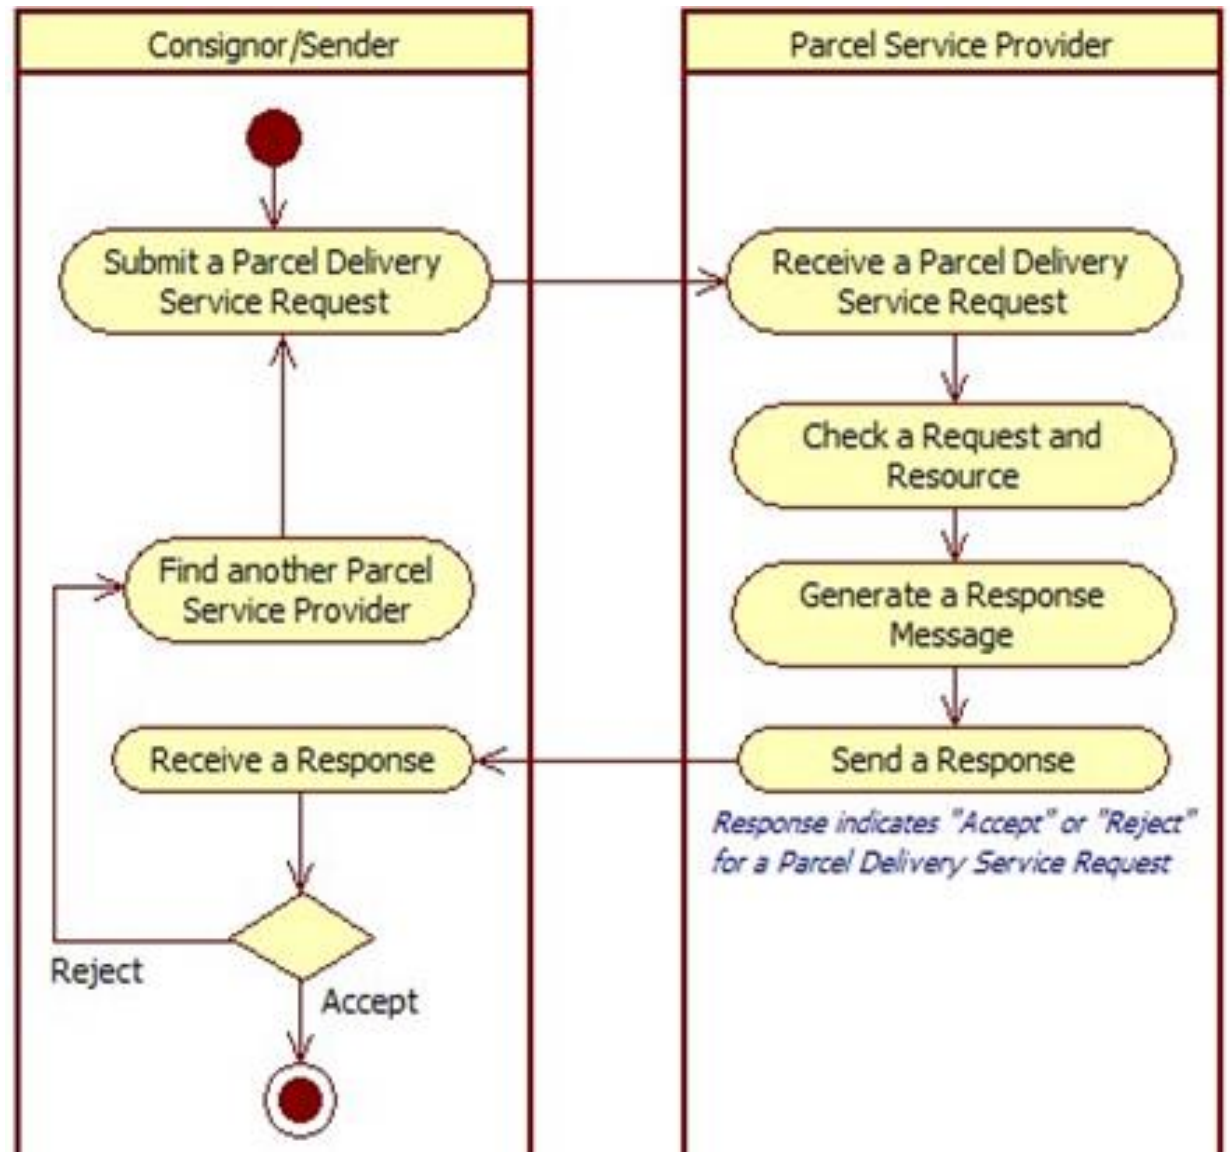 Consignor/Sender
Parcel Service Provider
Submit a Parcel Delivery
Service Request
Receive a Parcel Delivery
Service Request
Check a Request and
Resource
Find another Parcel
Service Provider
Generate a Response
Message
Receive a Response
Send a Response
Response indicates "Accept" or "Reject"
for a Parcel Delivery Service Request
Reject
Accept